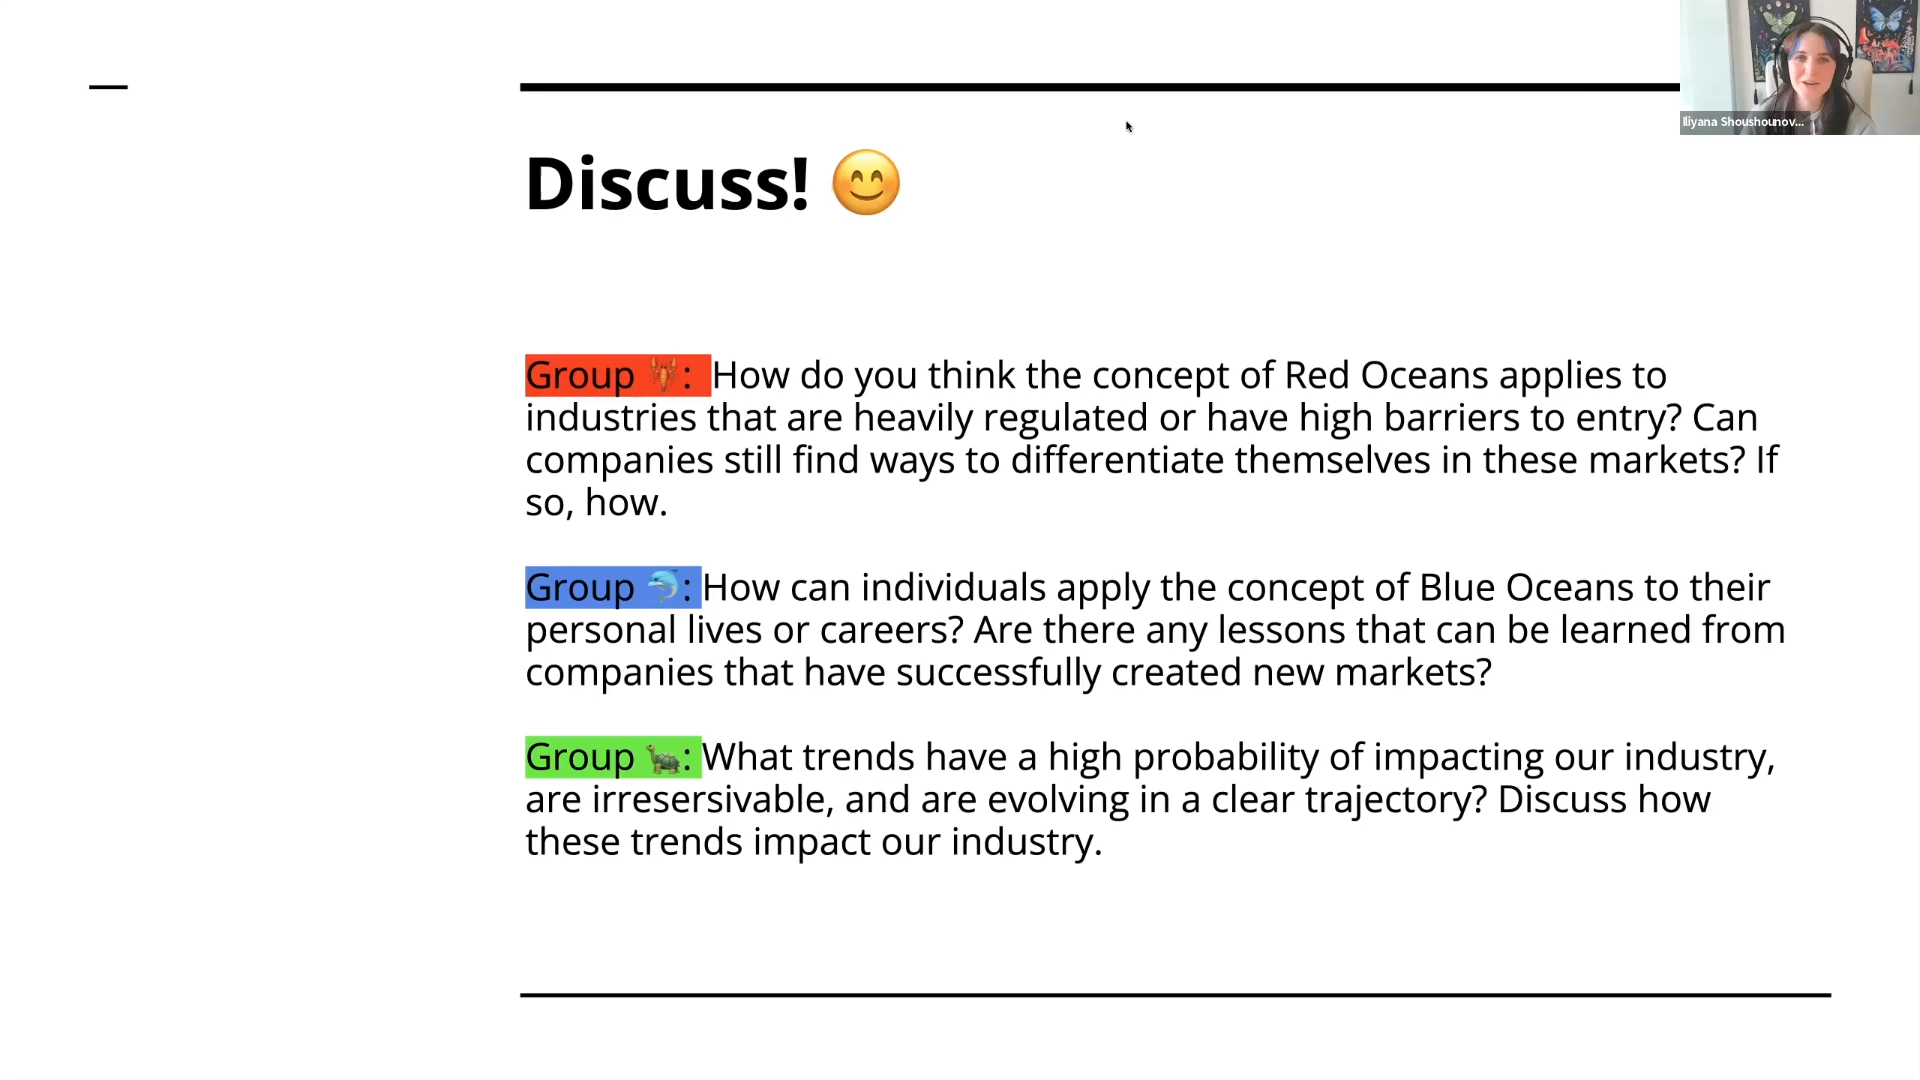 Iliyana Shoushounov...
Discuss! 😊
Group 🦞: How do you think the concept of Red Oceans applies to
industries that are heavily regulated or have high barriers to entry? Can
companies still find ways to differentiate themselves in these markets? If
so, how.
Group 🐬: How can individuals apply the concept of Blue Oceans to their
personal lives or careers? Are there any lessons that can be learned from
companies that have successfully created new markets?
Group 🐢: What trends have a high probability of impacting our industry,
are irresersivable, and are evolving in a clear trajectory? Discuss how
these trends impact our industry.